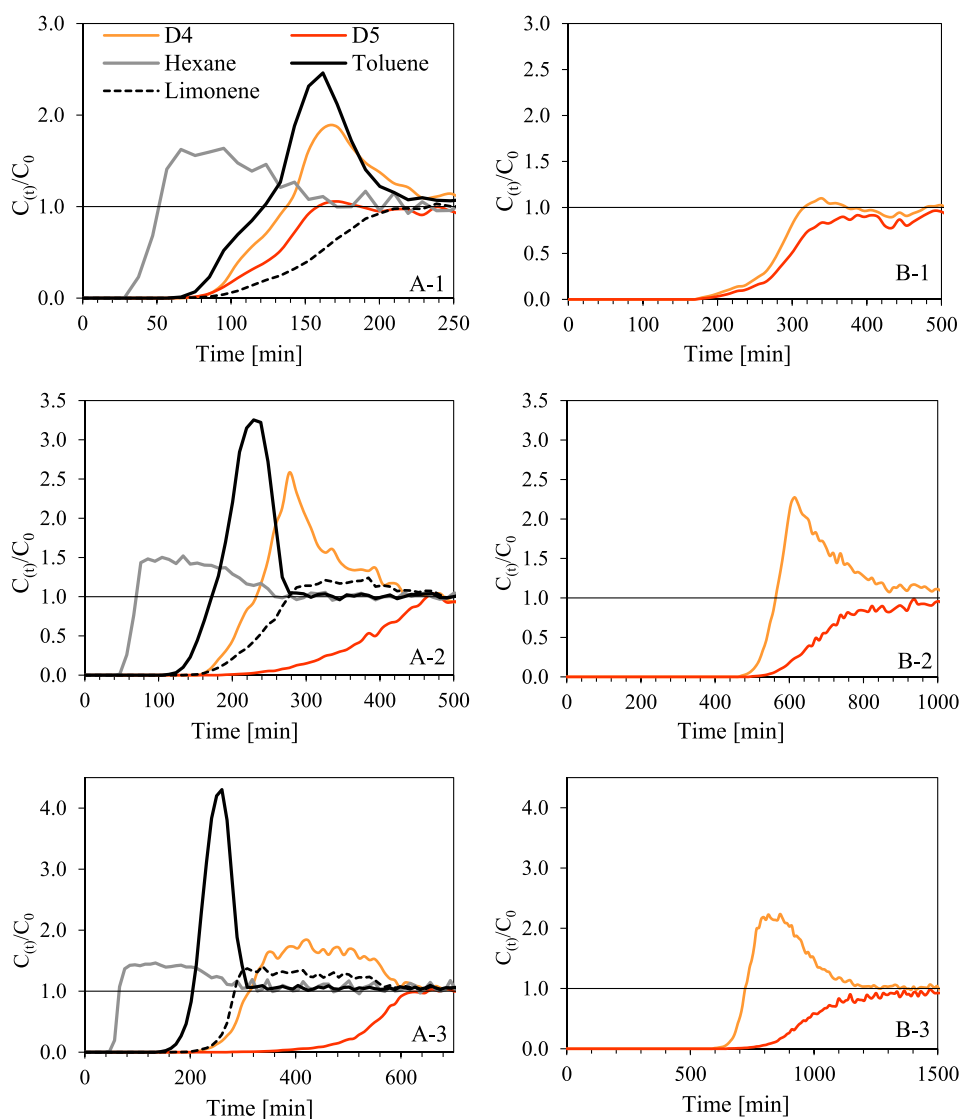 D4 D5
Hexane Toluene
Limonene
C(t)/C0
3.0
2.0
1.0
0.0
A-1
0 50 100 150 200 250
Time [min]
C(t)/C0
3.0
2.5
2.0
1.5
1.0
0.5
0.0
B-1
0 100 200 300 400 500
Time [min]
C(t)/C0
3.5
3.0
2.5
2.0
1.5
1.0
0.5
0.0
A-2
0 100 200 300 400 500
Time [min]
C(t)/C0
3.5
3.0
2.5
2.0
1.5
1.0
0.5
0.0
B-2
0 200 400 600 800 1000
Time [min]
C(t)/C0
4.0
3.0
2.0
1.0
0.0
A-3
0 200 400 600
Time [min]
C(t)/C0
4.0
3.0
2.0
1.0
0.0
B-3
0 500 1000 1500
Time [min]